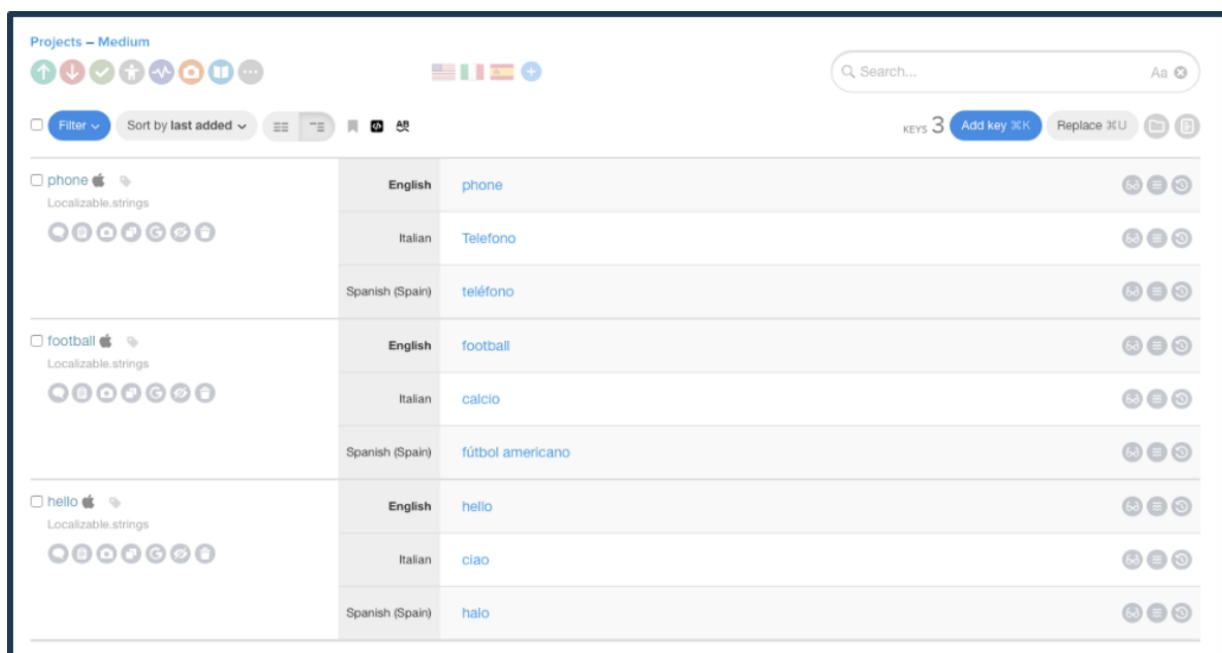 Projects – Medium
Search...
Aa
Filter
Sort by last added
KEYS 3
Add key ⌘K
Replace ⌘U
phone
Localizable.strings
English
phone
Italian
Telefono
Spanish (Spain)
teléfono
football
Localizable.strings
English
football
Italian
calcio
Spanish (Spain)
fútbol americano
hello
Localizable.strings
English
hello
Italian
ciao
Spanish (Spain)
halo